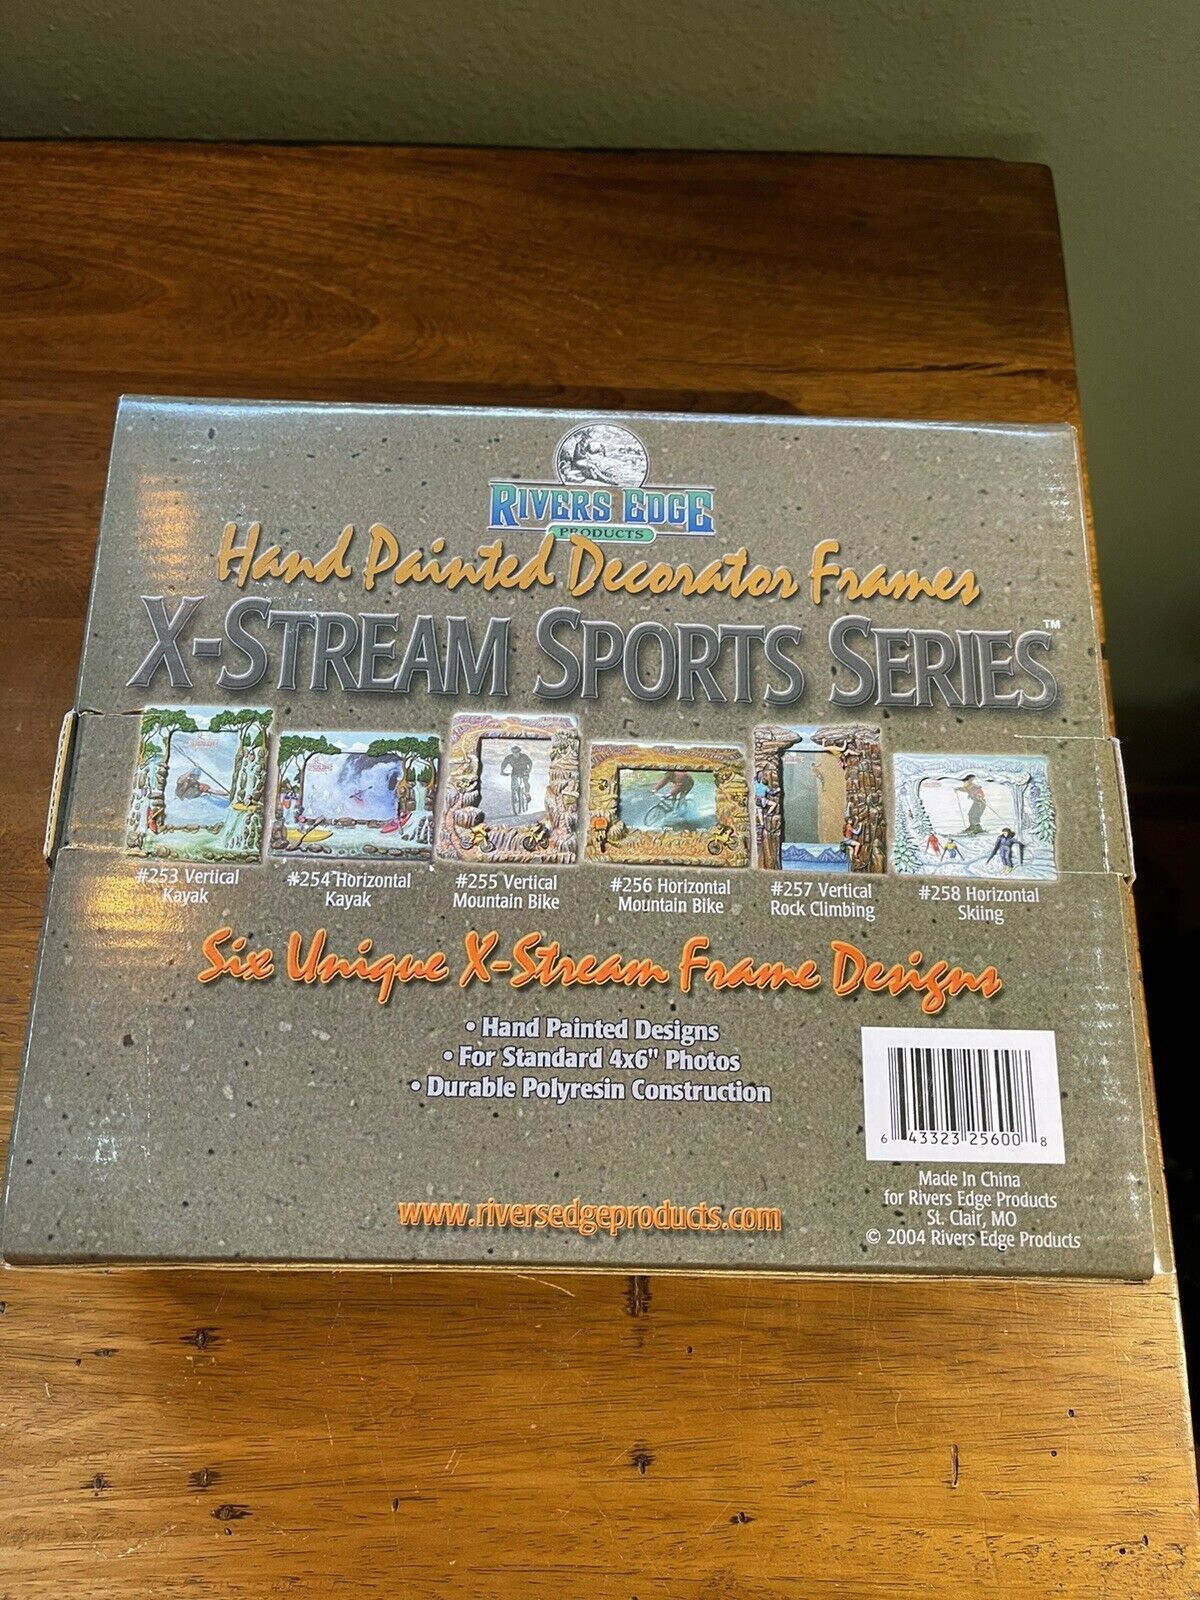 RIVERS EDGE
PRODUCTS
Hand Painted Decorator Frames
X-STREAM SPORTS SERIES™
#253 Vertical
Kayak
#254 Horizontal
Kayak
#255 Vertical
Mountain Bike
#256 Horizontal
Mountain Bike
#257 Vertical
Rock Climbing
#258 Horizontal
Skiing
Six Unique X-Stream Frame Designs
• Hand Painted Designs
• For Standard 4x6" Photos
• Durable Polyresin Construction
6 43323 25600 8
Made In China
for Rivers Edge Products
St. Clair, MO
© 2004 Rivers Edge Products
www.riversedgeproducts.com